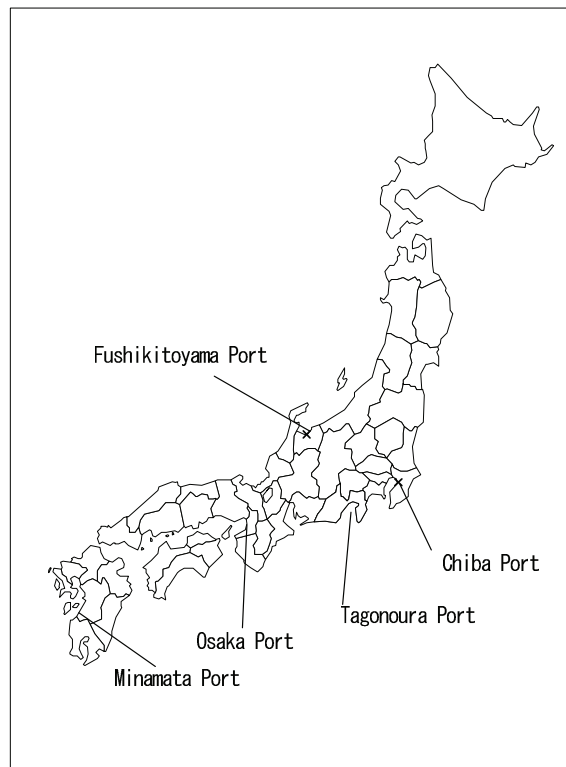 Fushikitoyama Port
Chiba Port
Tagonoura Port
Osaka Port
Minamata Port